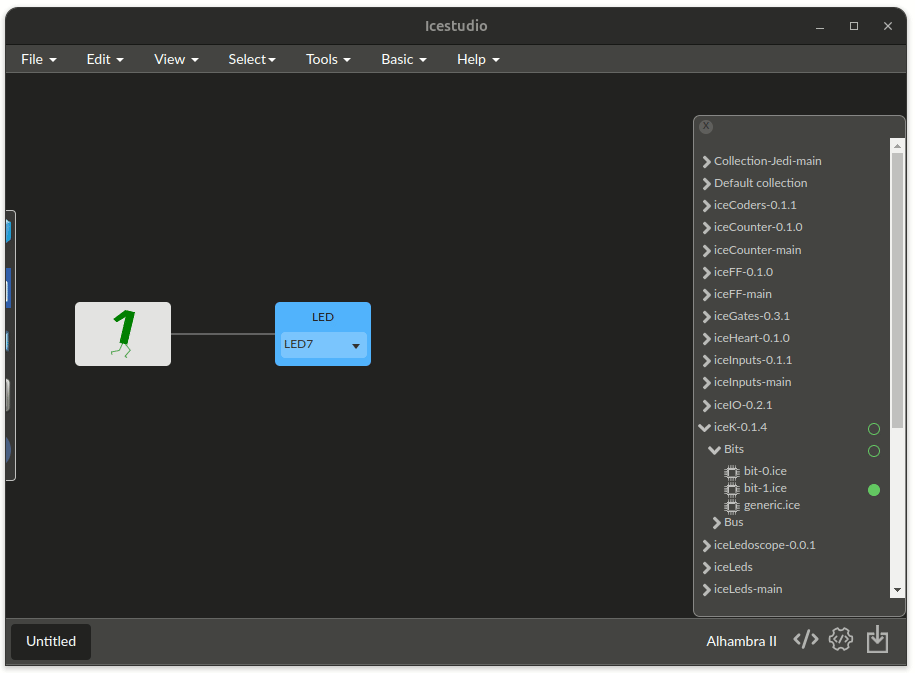 Icestudio
File Edit View Select Tools Basic Help
X
Collection-Jedi-main
Default collection
iceCoders-0.1.1
iceCounter-0.1.0
iceCounter-main
iceFF-0.1.0
iceFF-main
iceGates-0.3.1
iceHeart-0.1.0
iceInputs-0.1.1
iceInputs-main
iceIO-0.2.1
iceK-0.1.4
Bits
bit-0.ice
bit-1.ice
generic.ice
Bus
iceLedoscope-0.0.1
iceLeds
iceLeds-main
1
LED
LED7
Untitled
Alhambra II